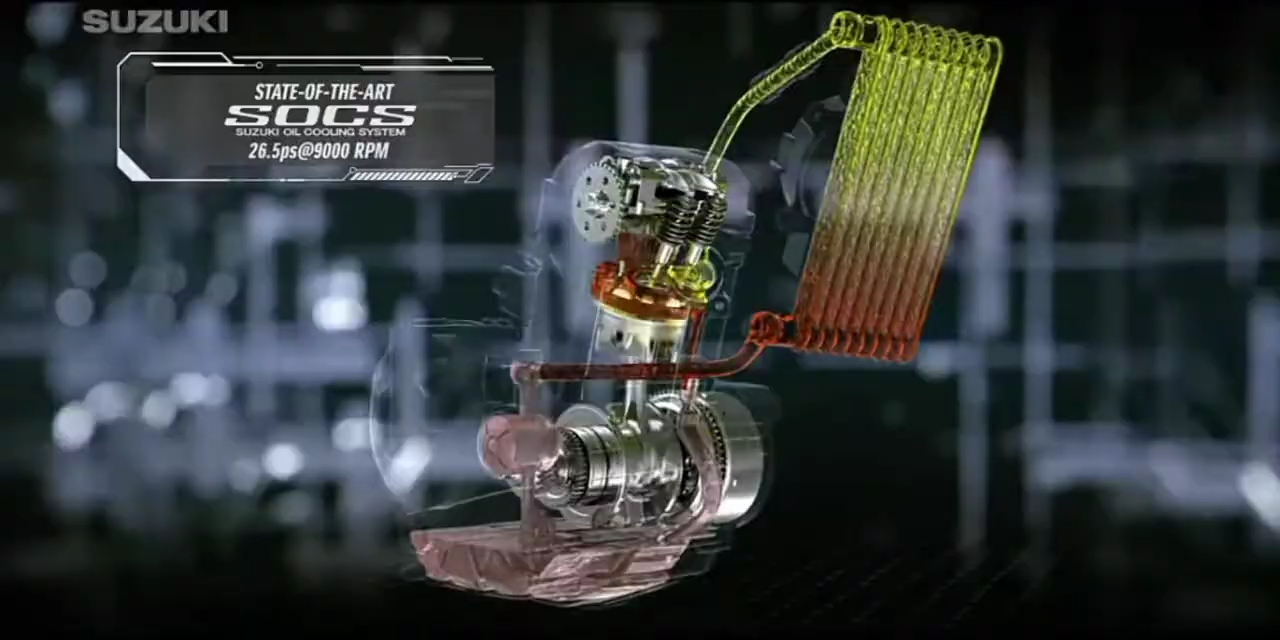 SUZUKI
STATE-OF-THE-ART
SOCS
SUZUKI OIL COOLING SYSTEM
26.5ps@9000 RPM